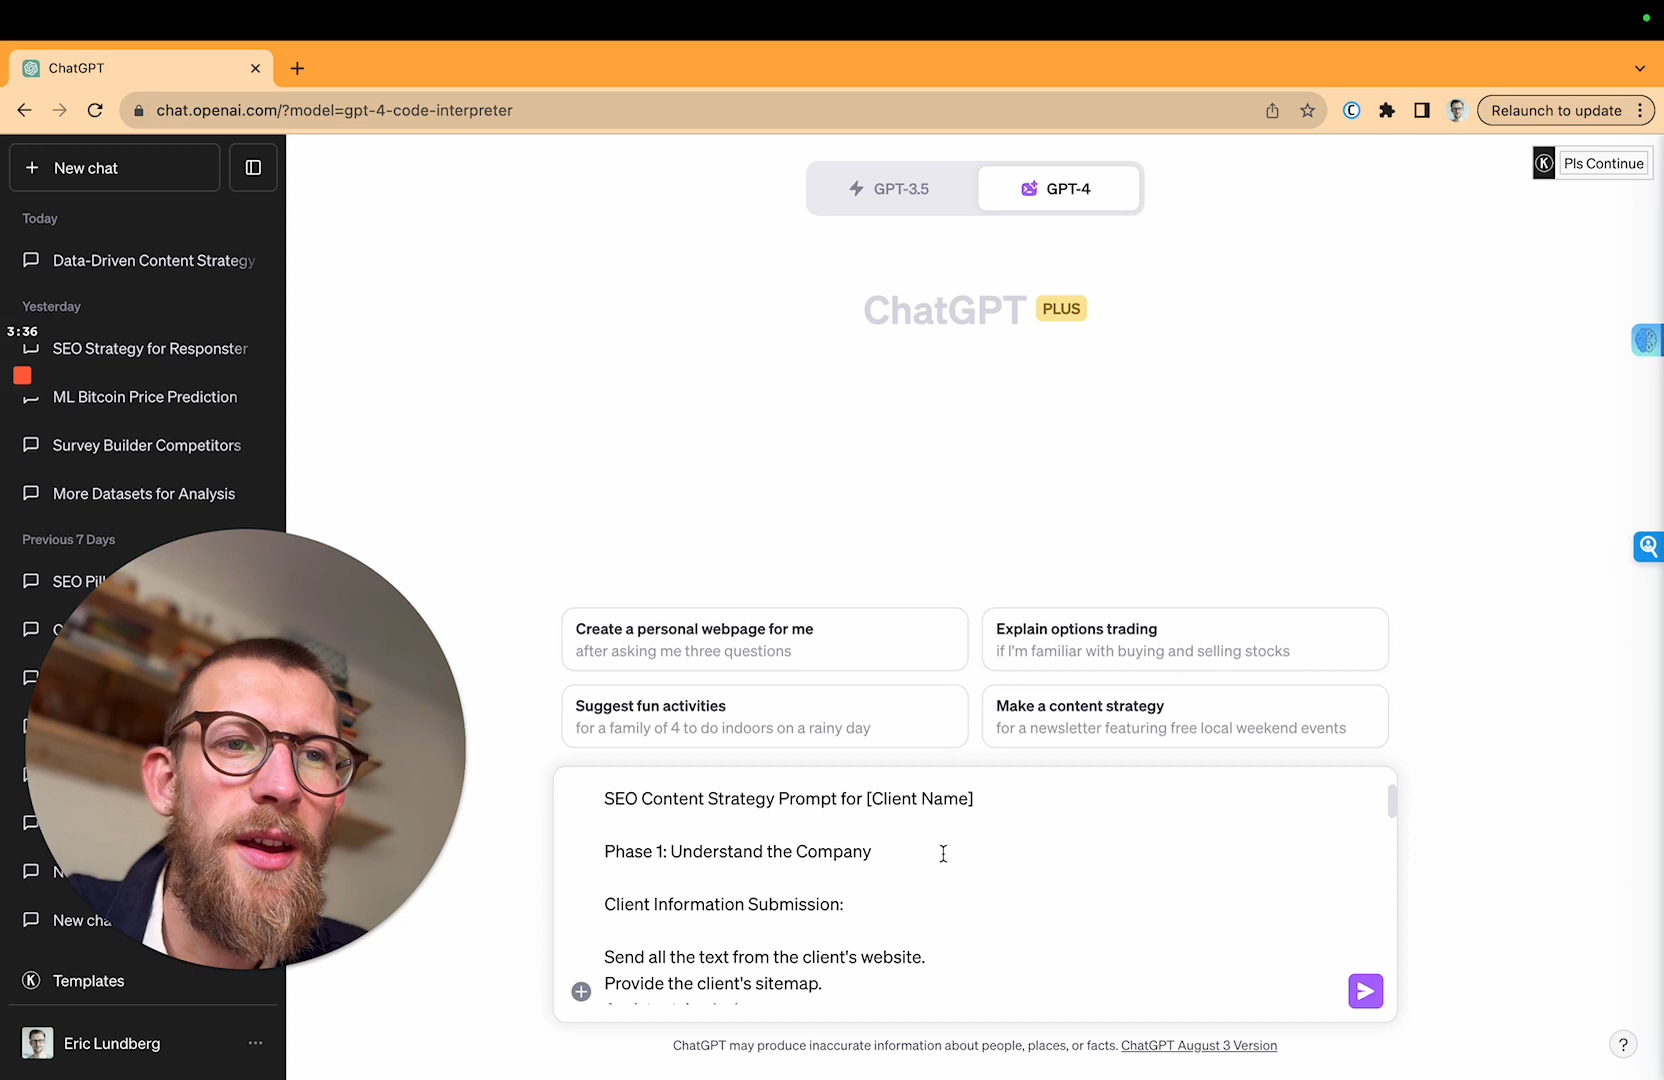 ChatGPT
chat.openai.com/?model=gpt-4-code-interpreter
Relaunch to update
New chat
GPT-3.5
GPT-4
Pls Continue
Today
Data-Driven Content Strategy
Yesterday
3:36
SEO Strategy for Responster
ML Bitcoin Price Prediction
Survey Builder Competitors
More Datasets for Analysis
Previous 7 Days
SEO
New
Templates
Eric Lundberg
ChatGPT PLUS
Create a personal webpage for me
after asking me three questions
Explain options trading
if I'm familiar with buying and selling stocks
Suggest fun activities
for a family of 4 to do indoors on a rainy day
Make a content strategy
for a newsletter featuring free local weekend events
SEO Content Strategy Prompt for [Client Name]
Phase 1: Understand the Company
Client Information Submission:
Send all the text from the client's website.
Provide the client's sitemap.
ChatGPT may produce inaccurate information about people, places, or facts. ChatGPT August 3 Version
?